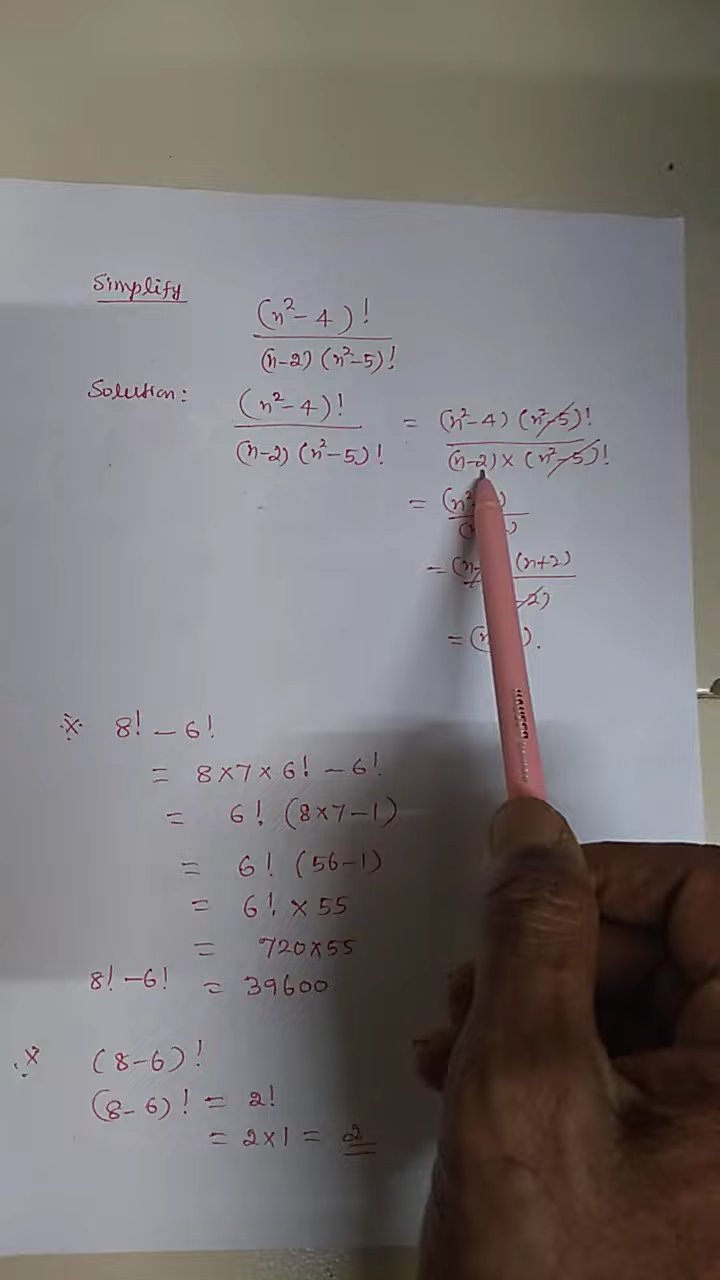 Simplify
(n²-4)!
(n-2)(n²-5)!
Solution: (n²-4)! = (n²-4)(n²-5)!
(n-2)(n²-5)! (n-2)×(n²-5)!
= (n²
= (n+2)
2)
= (
* 8! - 6!
= 8×7×6! - 6!
= 6! (8×7-1)
= 6! (56-1)
= 6! × 55
= 720×55
8! - 6! = 39600
* (8-6)!
(8-6)! = 2!
= 2×1 = 2